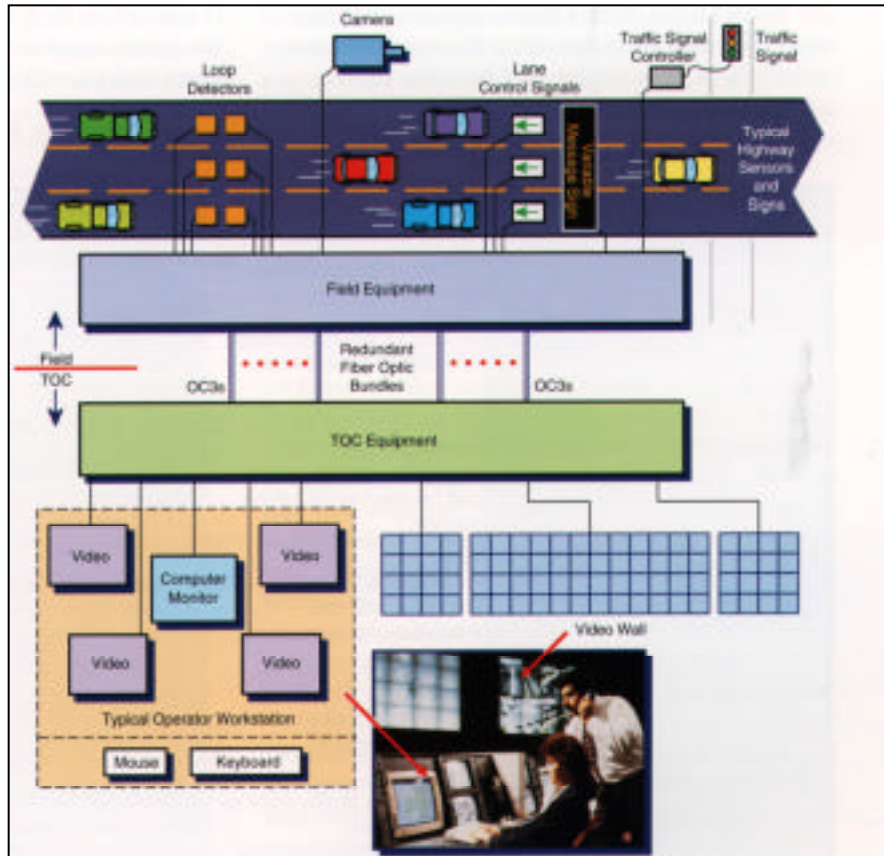 Camera
Traffic Signal
Controller
Traffic
Signal
Loop
Detectors
Lane
Control Signals
Variable
Message Sign
Typical
Highway
Sensors
and
Signs
Field Equipment
Field
TOC
Redundant
Fiber Optic
Bundles
OC3s
OC3s
TOC Equipment
Video
Video
Computer
Monitor
Video
Video
Typical Operator Workstation
Mouse
Keyboard
Video Wall